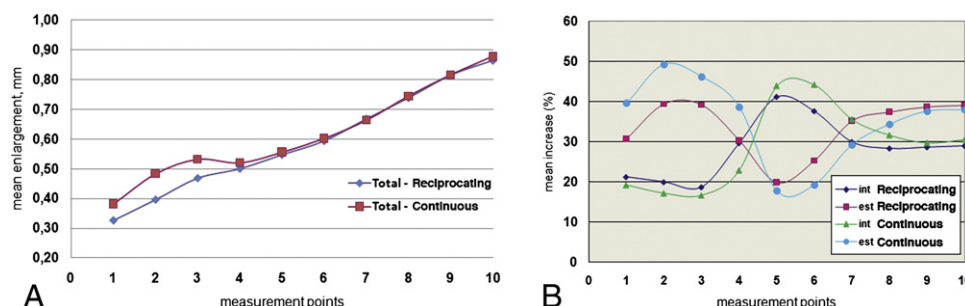 1,00
0,90
0,80
0,70
0,60
0,50
0,40
0,30
0,20
mean enlargement, mm
Total - Reciprocating
Total - Continuous
0 1 2 3 4 5 6 7 8 9 10
measurement points
A
60
50
40
30
20
10
0
mean increase (%)
int Reciprocating
est Reciprocating
int Continuous
est Continuous
0 1 2 3 4 5 6 7 8 9 10
measurement points
B